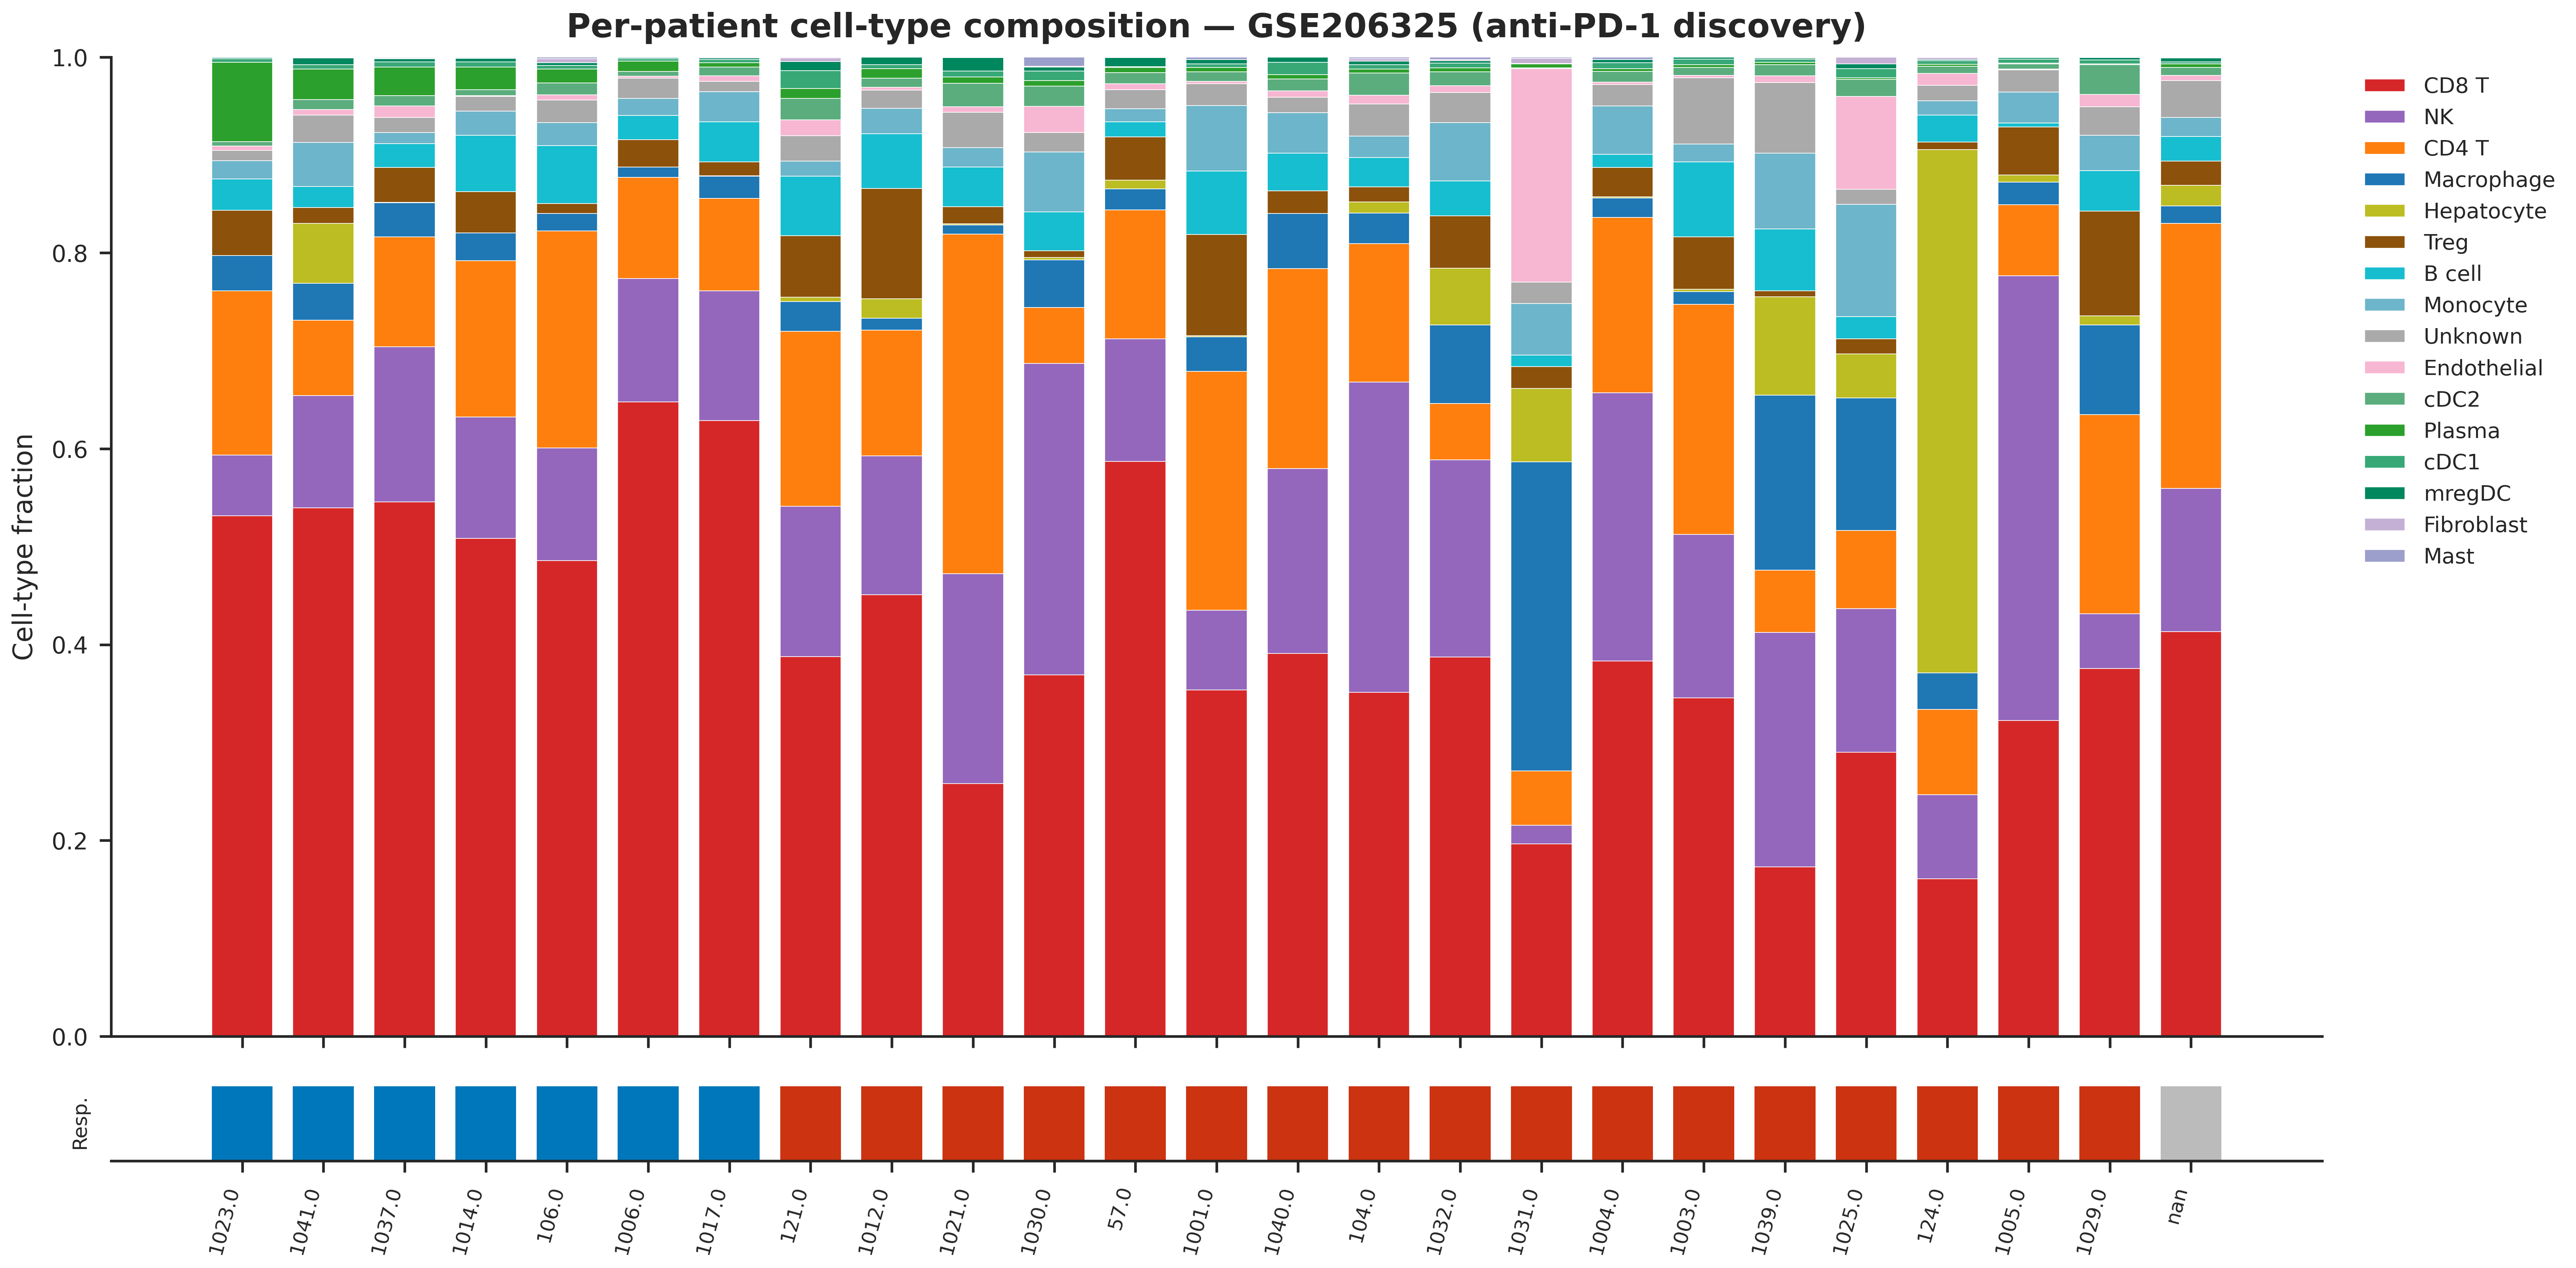 Per-patient cell-type composition — GSE206325 (anti-PD-1 discovery)
Cell-type fraction
1.0
0.8
0.6
0.4
0.2
0.0
CD8 T
NK
CD4 T
Macrophage
Hepatocyte
Treg
B cell
Monocyte
Unknown
Endothelial
cDC2
Plasma
cDC1
mregDC
Fibroblast
Mast
Resp.
1023.0
1041.0
1037.0
1014.0
106.0
1006.0
1017.0
121.0
1012.0
1021.0
1030.0
57.0
1001.0
1040.0
104.0
1032.0
1031.0
1004.0
1003.0
1039.0
1025.0
124.0
1005.0
1029.0
nan